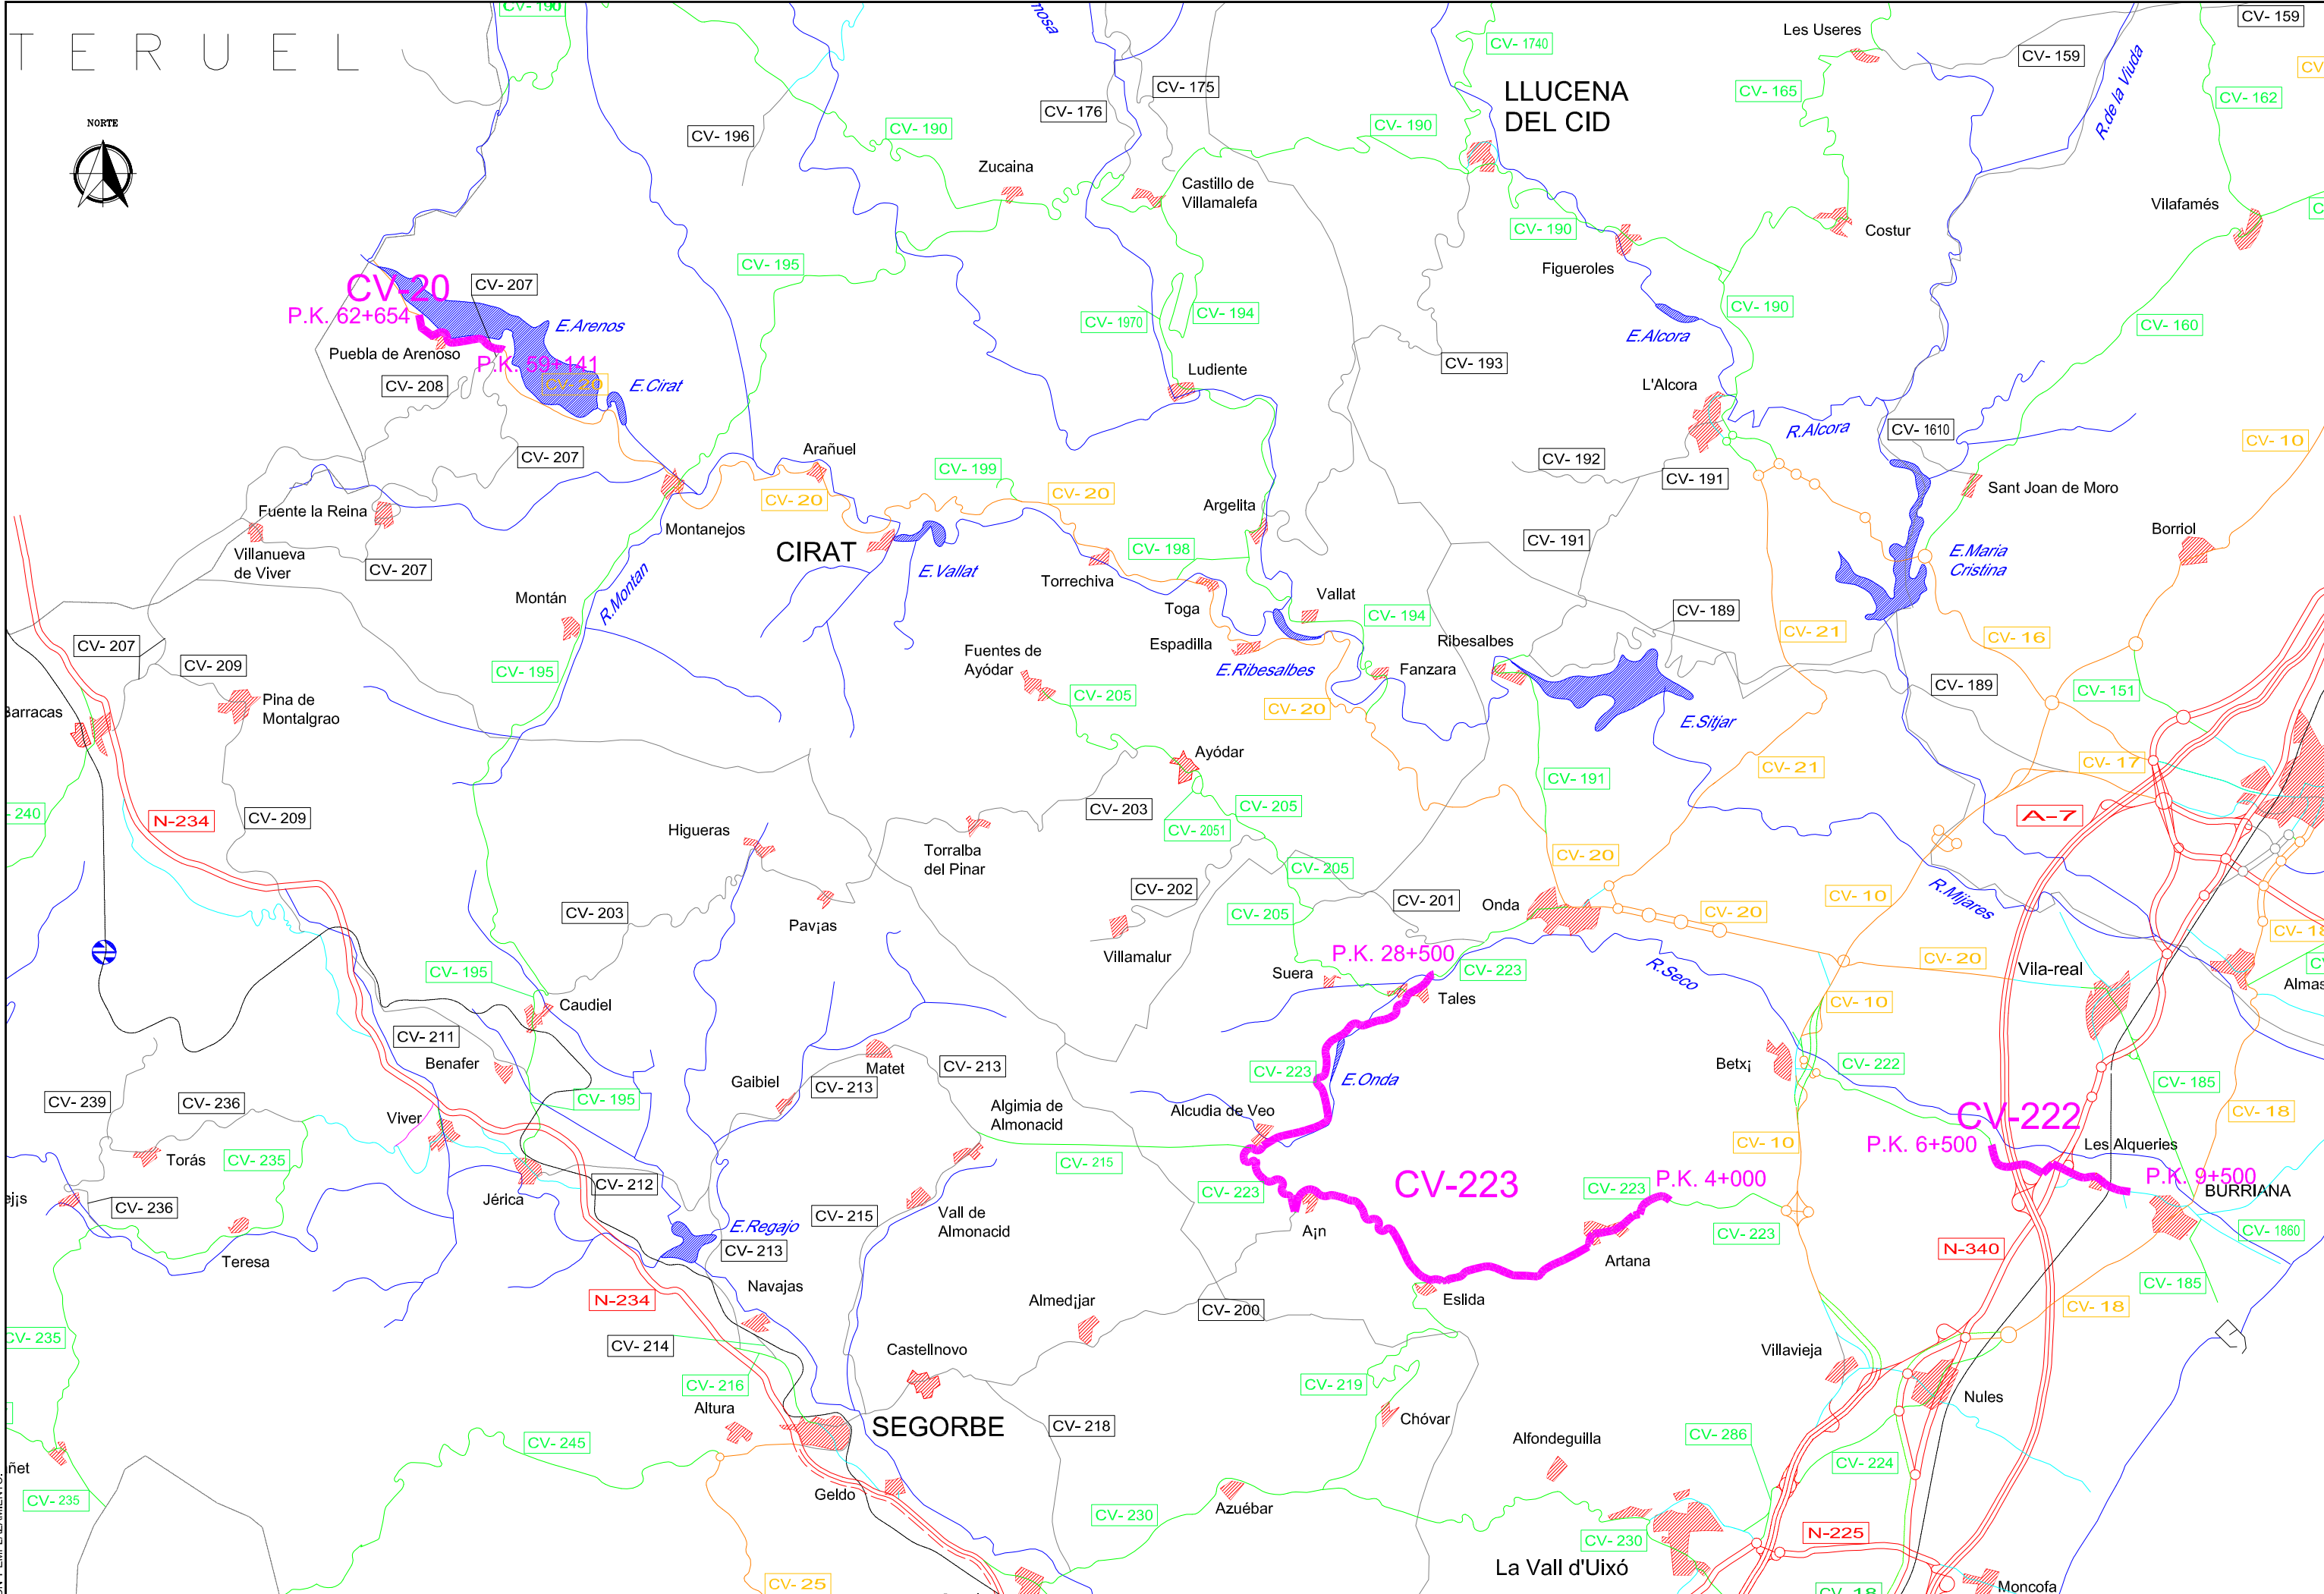 CV-190
TERUEL
NORTE
CV-1740
Les Useres
CV-159
CV-159
R.de la Viuda
CV-175
CV-176
CV-196
CV-190
CV-190
LLUCENA
DEL CID
CV-165
CV-162
Zucaina
Castillo de
Villamalefa
Vilafamés
CV-190
Costur
Figueroles
CV-195
CV-20
CV-207
P.K. 62+654
E.Arenos
Puebla de Arenoso
P.K. 59+141
CV-20
E.Cirat
CV-208
CV-1970
CV-194
CV-190
E.Alcora
CV-160
CV-193
Ludiente
L'Alcora
R.Alcora
CV-1610
CV-10
Arañuel
CV-207
CV-199
CV-20
CV-20
CV-192
CV-191
Sant Joan de Moro
Fuente la Reina
Argelita
Montanejos
Borriol
Villanueva
de Viver
CIRAT
CV-198
CV-191
E.Maria
Cristina
CV-207
E.Vallat
Torrechiva
R.Montan
Montán
Toga
Vallat
CV-194
CV-189
CV-21
CV-16
CV-207
CV-209
Espadilla
Ribesalbes
Fuentes de
Ayódar
E.Ribesalbes
Fanzara
CV-195
CV-205
CV-189
CV-151
Barracas
Pina de
Montalgrao
CV-20
E.Sitjar
Ayódar
CV-191
CV-21
CV-17
240
N-234
CV-209
CV-203
CV-205
A-7
Higueras
CV-2051
Torralba
del Pinar
CV-20
CV-205
CV-202
CV-201
Onda
CV-10
R.Mijares
CV-203
Pav¡as
CV-205
CV-20
CV-18
Villamalur
P.K. 28+500
CV-195
Suera
CV-223
R.Seco
CV-20
Vila-real
Tales
Caudiel
CV-10
CV-211
Benafer
Matet
CV-213
CV-223
E.Onda
Betx¡
CV-222
Gaibiel
CV-213
CV-185
CV-239
CV-236
CV-195
Viver
Algimia de
Almonacid
Alcudia de Veo
CV-222
CV-18
P.K. 6+500
Les Alqueries
CV-10
Torás
CV-235
CV-215
CV-223
P.K. 4+000
P.K. 9+500
BURRIANA
CV-212
Jérica
CV-223
CV-223
CV-236
CV-215
Vall de
Almonacid
E.Regajo
A¡n
CV-223
CV-1860
CV-213
N-340
Teresa
Artana
Navajas
CV-185
N-234
Almed¡jar
CV-200
Eslida
CV-18
CV-235
CV-214
Castellnovo
Villavieja
CV-216
CV-219
Nules
Altura
SEGORBE
CV-218
Chóvar
CV-245
Alfondeguilla
CV-286
CV-224
CV-235
Geldo
CV-230
Azuébar
N-225
CV-230
La Vall d'Uixó
CV-25
CV-18
Moncofa